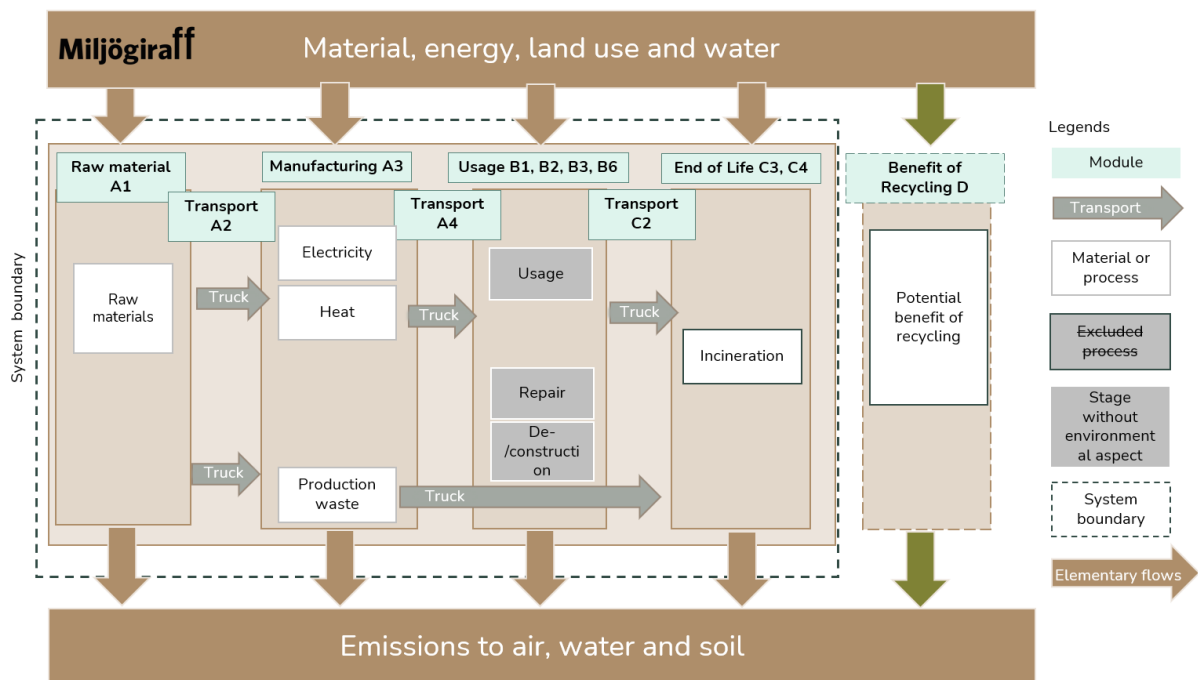 Miljögiraff
Material, energy, land use and water
Legends
Raw material
A1
Manufacturing A3
Usage B1, B2, B3, B6
End of Life C3, C4
Benefit of
Recycling D
Module
Transport
A2
Transport
A4
Transport
C2
Transport
Electricity
Usage
Material or
process
Raw
materials
Truck
Heat
Truck
Truck
Potential
benefit of
recycling
System boundary
Incineration
Excluded
process
Repair
De-
/constructi
on
Stage
without
environment
al aspect
Truck
Production
waste
Truck
System
boundary
Elementary flows
Emissions to air, water and soil